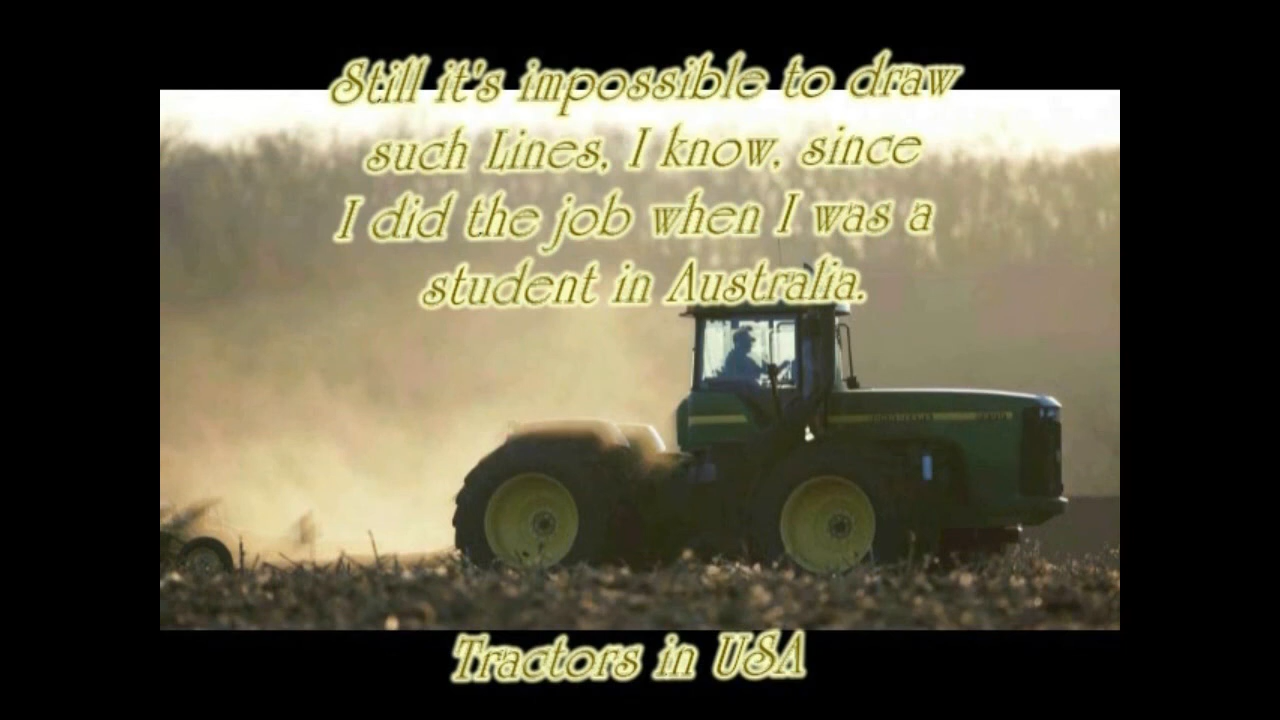 Still it's impossible to draw
such Lines, I know, since
I did the job when I was a
student in Australia.
Tractors in USA